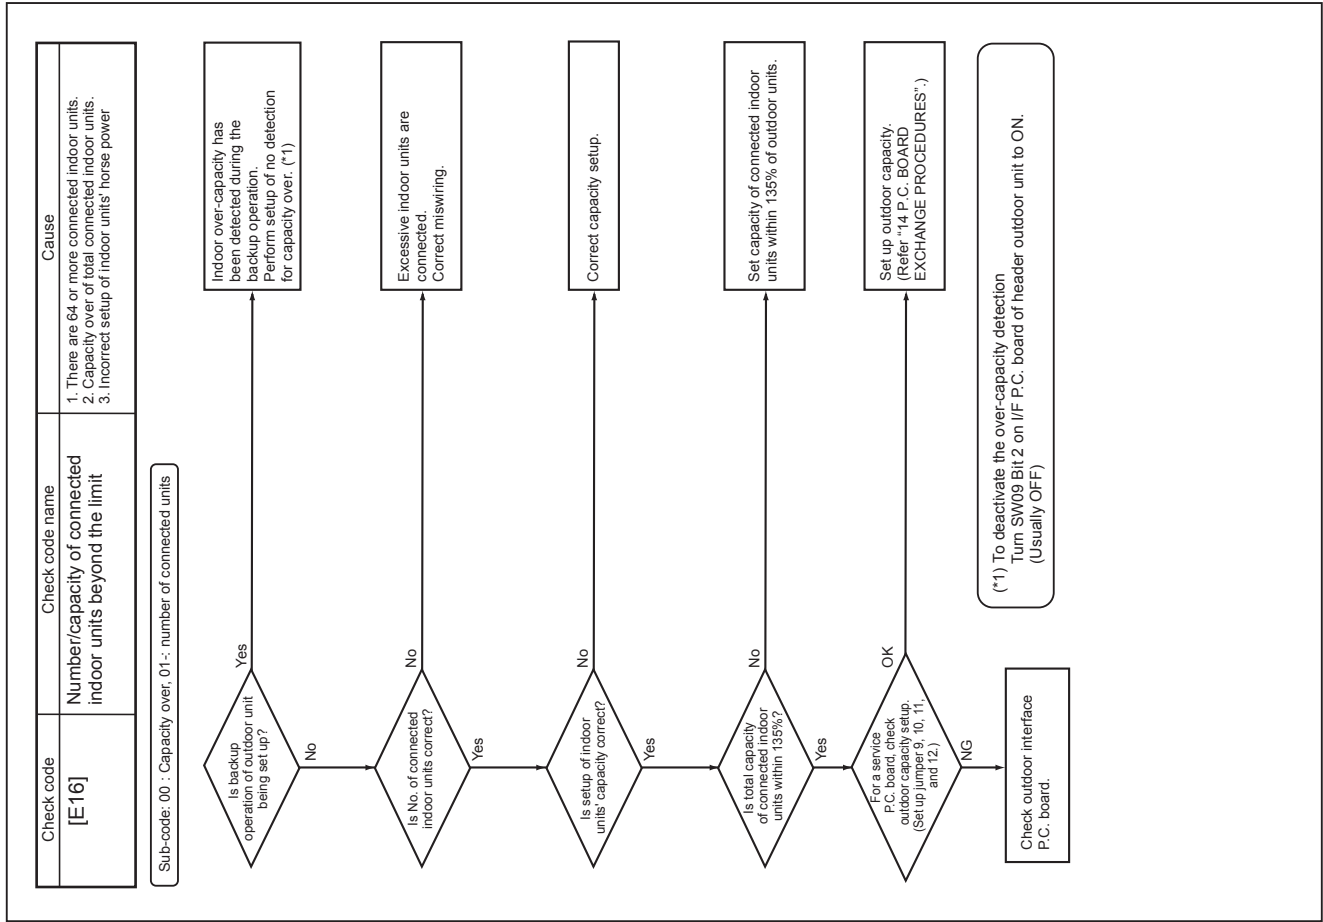 Check code
Check code name
Cause
[E16]
Number/capacity of connected
indoor units beyond the limit
1. There are 64 or more connected indoor units.
2. Capacity over of total connected indoor units.
3. Incorrect setup of indoor units' horse power
Sub-code: 00 : Capacity over, 01-: number of connected units
Is backup
operation of outdoor unit
being set up?
Yes
Indoor over-capacity has
been detected during the
backup operation.
Perform setup of no detection
for capacity over. (*1)
No
Is No. of connected
indoor units correct?
No
Excessive indoor units are
connected.
Correct miswiring.
Yes
Is setup of indoor
units' capacity correct?
No
Correct capacity setup.
Yes
Is total capacity
of connected indoor
units within 135%?
No
Set capacity of connected indoor
units within 135% of outdoor units.
Yes
For a service
P.C. board, check
outdoor capacity setup.
(Set up jumper 9, 10, 11,
and 12.)
OK
Set up outdoor capacity.
(Refer “14 P.C. BOARD
EXCHANGE PROCEDURES”.)
NG
Check outdoor interface
P.C. board.
(*1) To deactivate the over-capacity detection
Turn SW09 Bit 2 on I/F P.C. board of header outdoor unit to ON.
(Usually OFF)